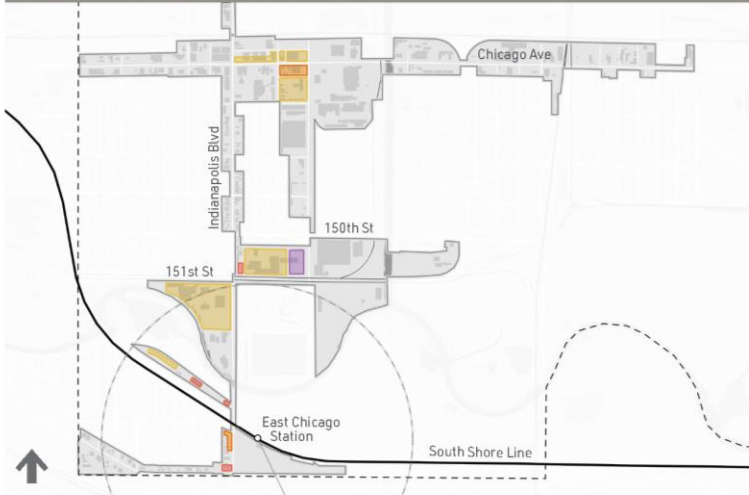 Chicago Ave
Indianapolis Blvd
150th St
151st St
East Chicago
Station
South Shore Line